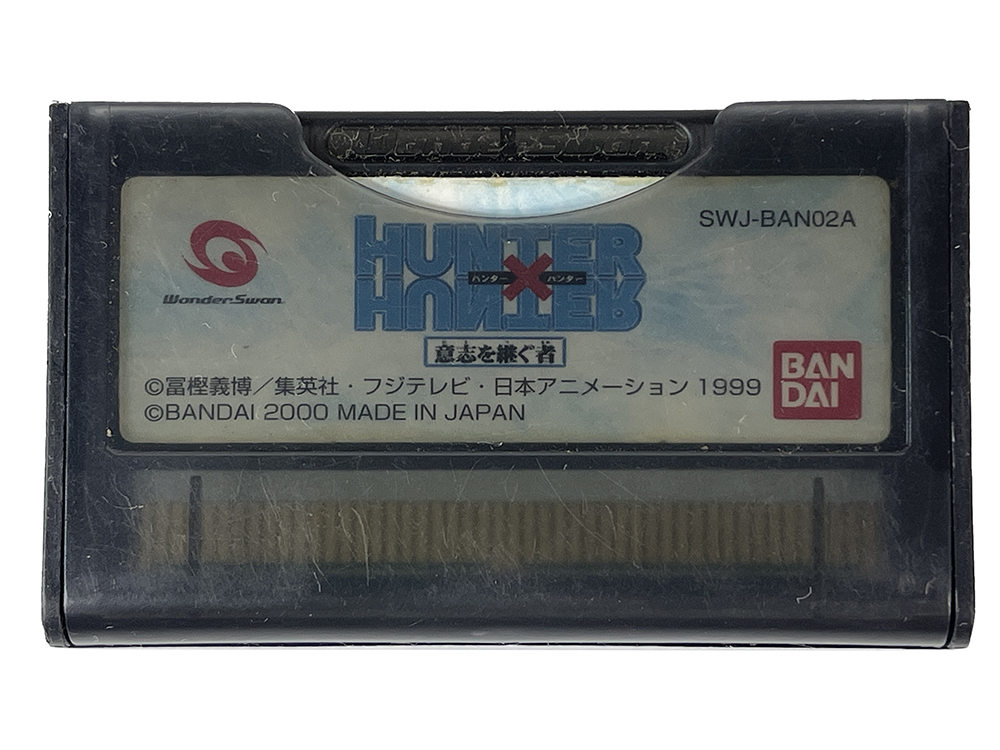 SWJ-BAN02A
WonderSwan
HUNTER
ハンター × ハンター
HUNTER
意志を継ぐ者
©冨樫義博／集英社・フジテレビ・日本アニメーション 1999
©BANDAI 2000 MADE IN JAPAN
BAN
DAI